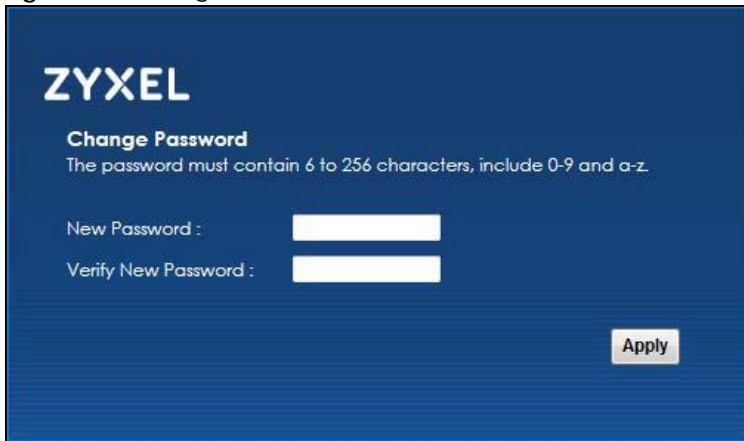 ZYXEL
Change Password
The password must contain 6 to 256 characters, include 0-9 and a-z.
New Password :
Verify New Password :
Apply